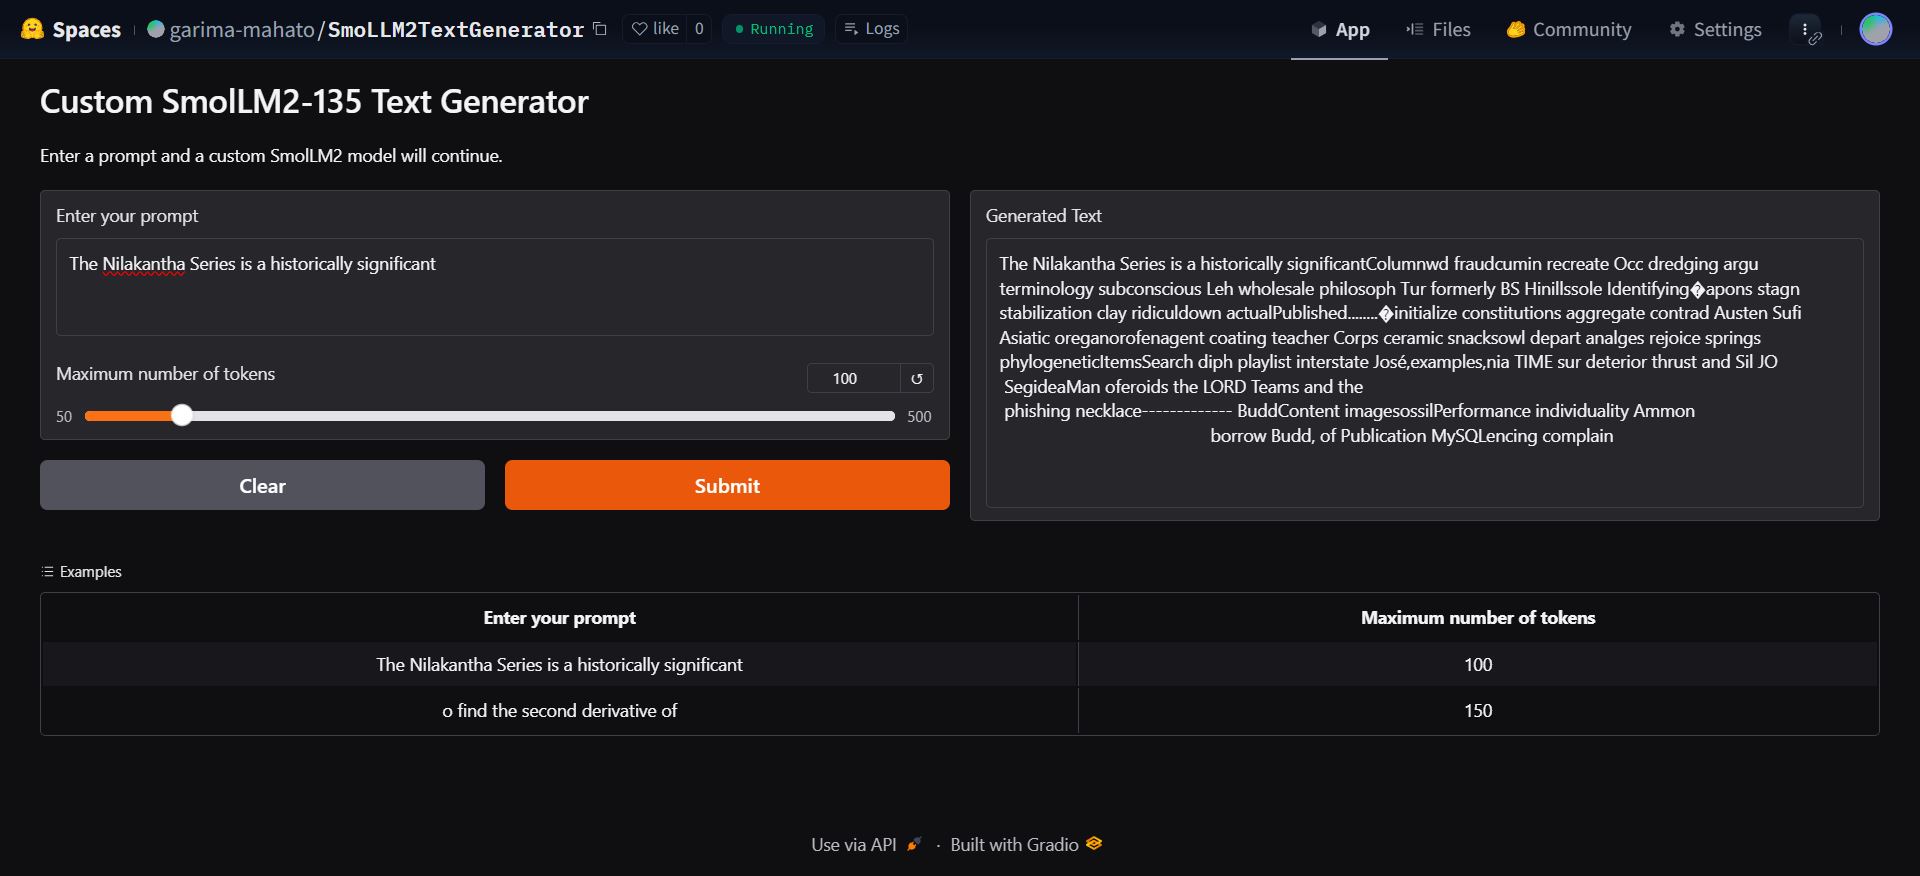 Spaces garima-mahato/SmoLLM2TextGenerator like 0 Running Logs App Files Community Settings
Custom SmolLM2-135 Text Generator
Enter a prompt and a custom SmolLM2 model will continue.
Enter your prompt
The Nilakantha Series is a historically significant
Maximum number of tokens
100
50
500
Clear
Submit
Generated Text
The Nilakantha Series is a historically significantColumnwd fraudcumin recreate Occ dredging argu
terminology subconscious Leh wholesale philosoph Tur formerly BS Hinillssole Identifying�apons stagn
stabilization clay ridiculdown actualPublished........�initialize constitutions aggregate contrad Austen Sufi
Asiatic oreganorofenagent coating teacher Corps ceramic snacksowl depart analges rejoice springs
phylogeneticItemsSearch diph playlist interstate José,examples,nia TIME sur deterior thrust and Sil JO
SegideaMan oferoids the LORD Teams and the
phishing necklace------------- BuddContent imagesossilPerformance individuality Ammon
borrow Budd, of Publication MySQLencing complain
Examples
Enter your prompt Maximum number of tokens
The Nilakantha Series is a historically significant 100
o find the second derivative of 150
Use via API · Built with Gradio